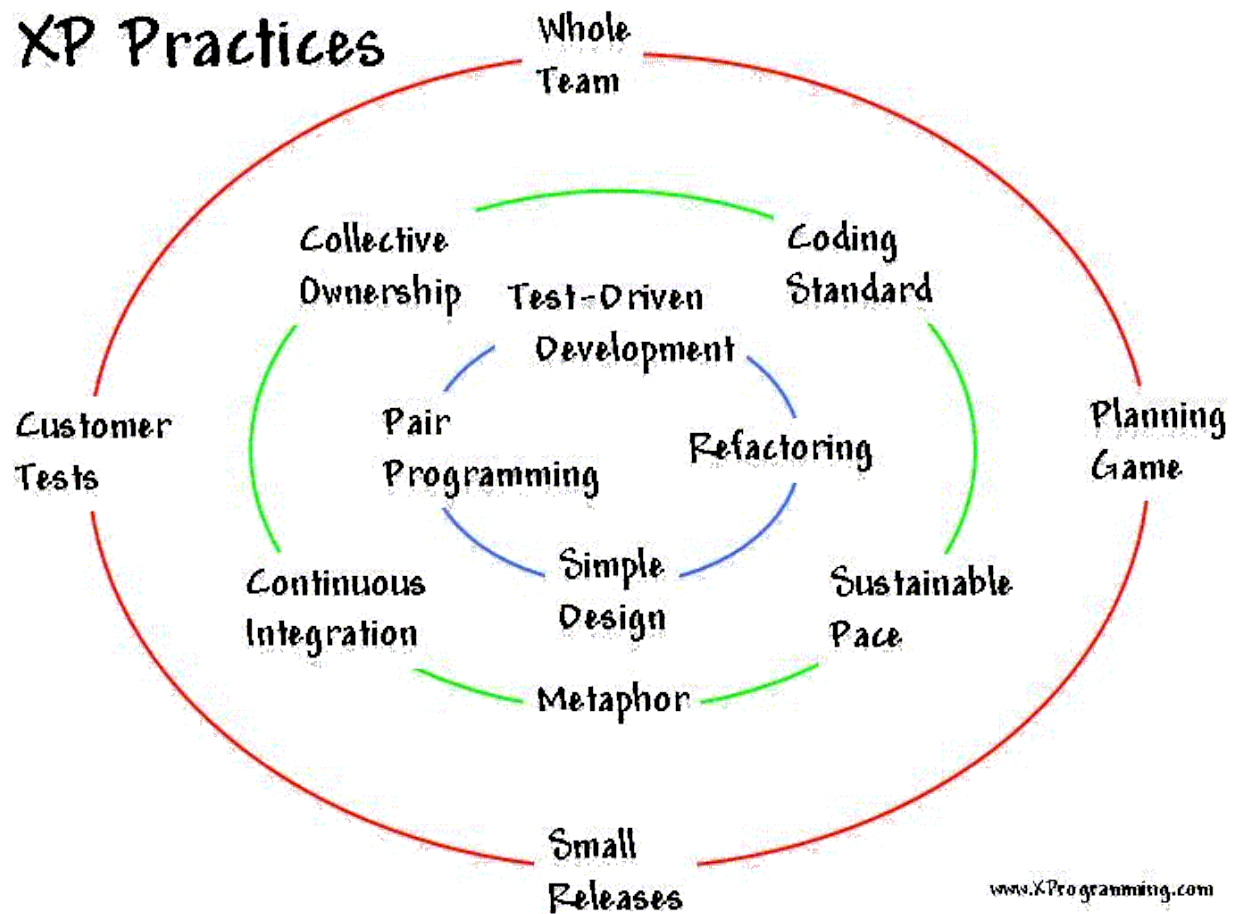 XP Practices
Whole
Team
Collective
Ownership
Coding
Standard
Test-Driven
Development
Customer
Tests
Pair
Programming
Refactoring
Planning
Game
Continuous
Integration
Simple
Design
Sustainable
Pace
Metaphor
Small
Releases
www.XProgramming.com